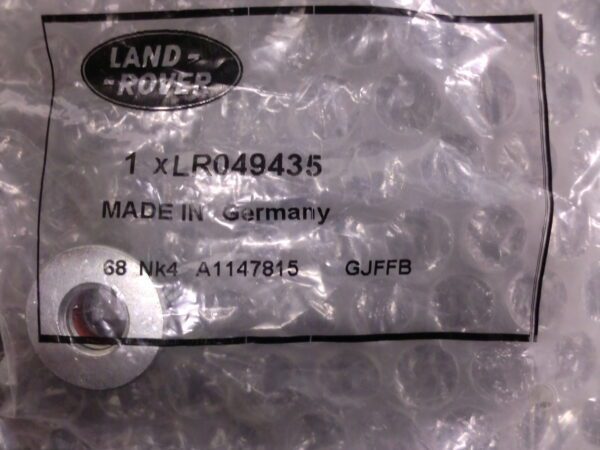 LAND-
-ROVER
1 xLR049435
MADE IN Germany
68 Nk4 A1147815 GJFFB